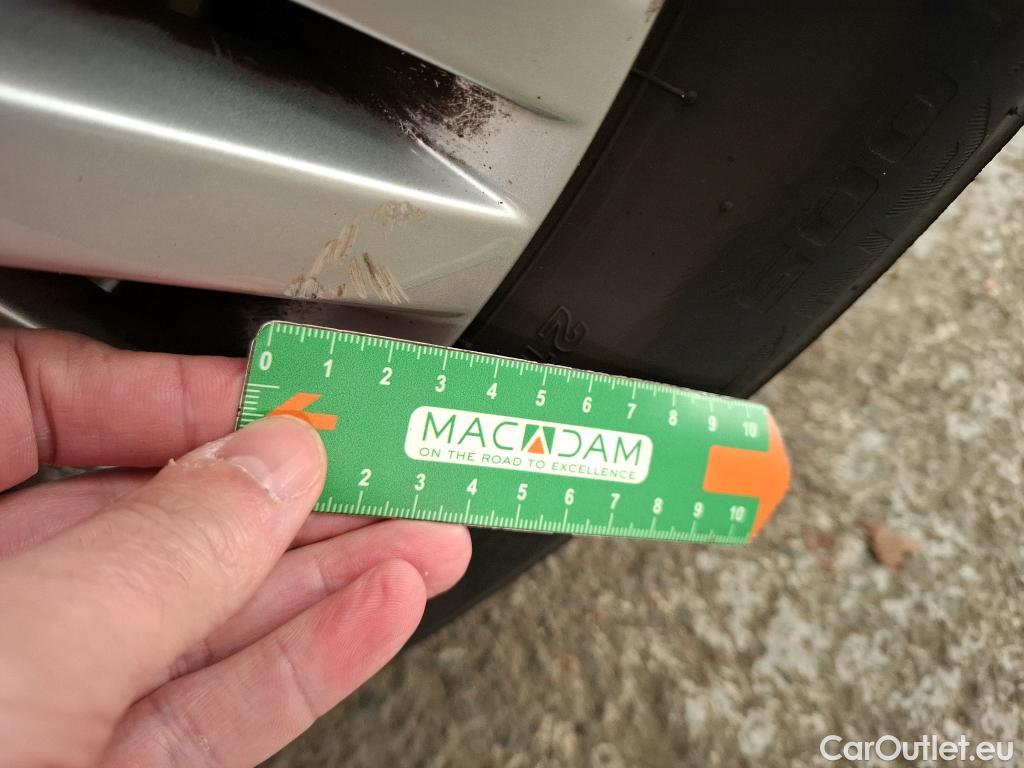 0 1 2 3 4 5 6 7 8 9 10
MACADAM
ON THE ROAD TO EXCELLENCE
2 3 4 5 6 7 8 9 10
CarOutlet.eu